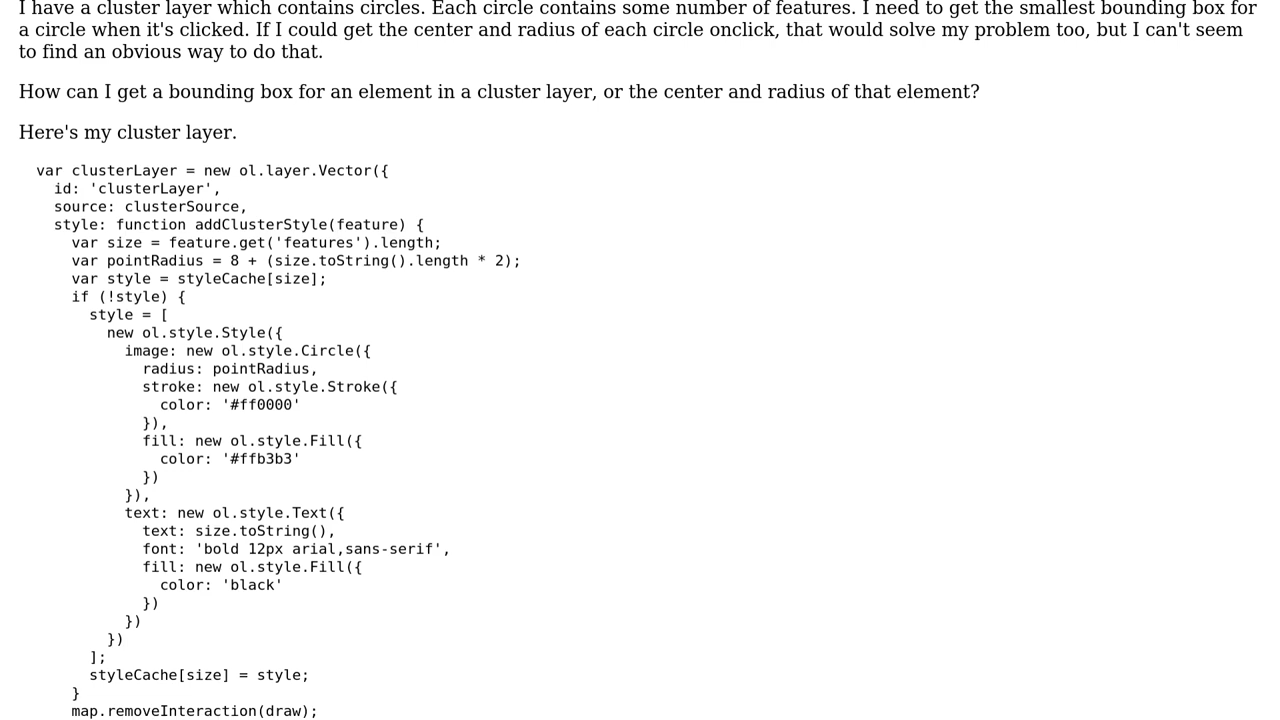 I have a cluster layer which contains circles. Each circle contains some number of features. I need to get the smallest bounding box for
a circle when it's clicked. If I could get the center and radius of each circle onclick, that would solve my problem too, but I can't seem
to find an obvious way to do that.
How can I get a bounding box for an element in a cluster layer, or the center and radius of that element?
Here's my cluster layer.
var clusterLayer = new ol.layer.Vector({
  id: 'clusterLayer',
  source: clusterSource,
  style: function addClusterStyle(feature) {
    var size = feature.get('features').length;
    var pointRadius = 8 + (size.toString().length * 2);
    var style = styleCache[size];
    if (!style) {
      style = [
        new ol.style.Style({
          image: new ol.style.Circle({
            radius: pointRadius,
            stroke: new ol.style.Stroke({
              color: '#ff0000'
            }),
            fill: new ol.style.Fill({
              color: '#ffb3b3'
            })
          }),
          text: new ol.style.Text({
            text: size.toString(),
            font: 'bold 12px arial,sans-serif',
            fill: new ol.style.Fill({
              color: 'black'
            })
          })
        })
      ];
      styleCache[size] = style;
    }
    map.removeInteraction(draw);